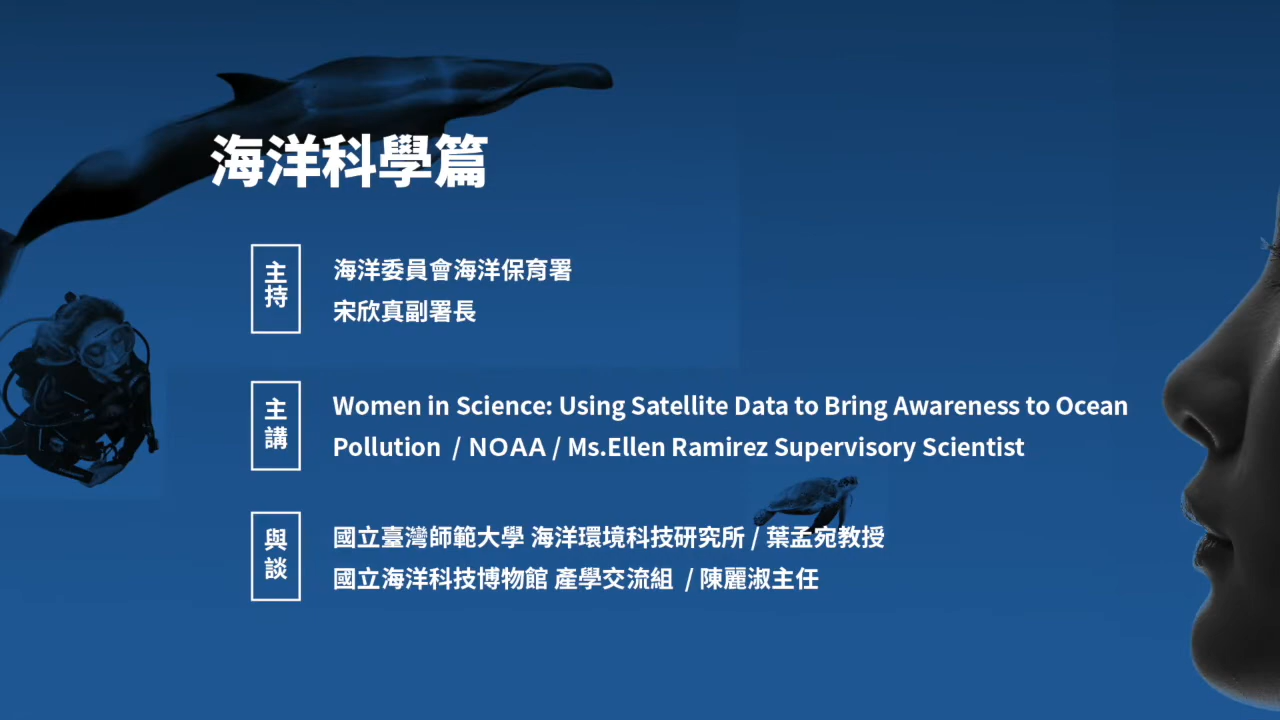 海洋科學篇
主持
海洋委員會海洋保育署
宋欣真副署長
主講
Women in Science: Using Satellite Data to Bring Awareness to Ocean
Pollution / NOAA / Ms.Ellen Ramirez Supervisory Scientist
與談
國立臺灣師範大學 海洋環境科技研究所 / 葉孟宛教授
國立海洋科技博物館 產學交流組 / 陳麗淑主任